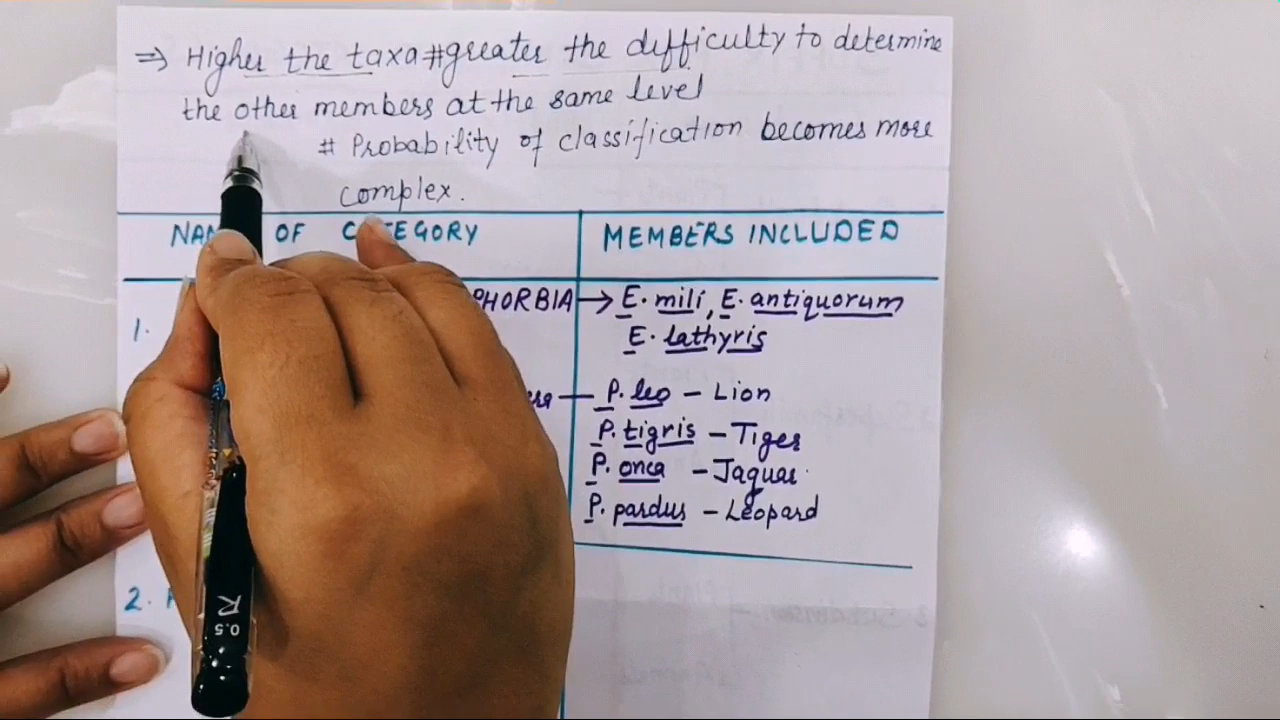 ⇒ Higher the taxa # greater the difficulty to determine
the other members at the same level
# Probability of classification becomes more
complex.
OF MEMBERS INCLUDED
1. PHORBIA → E. mili, E. antiquorum
E. lathyris
P. leo - Lion
P. tigris - Tiger
P. onca - Jaguar
P. pardus - Leopard
2.
R
0.5